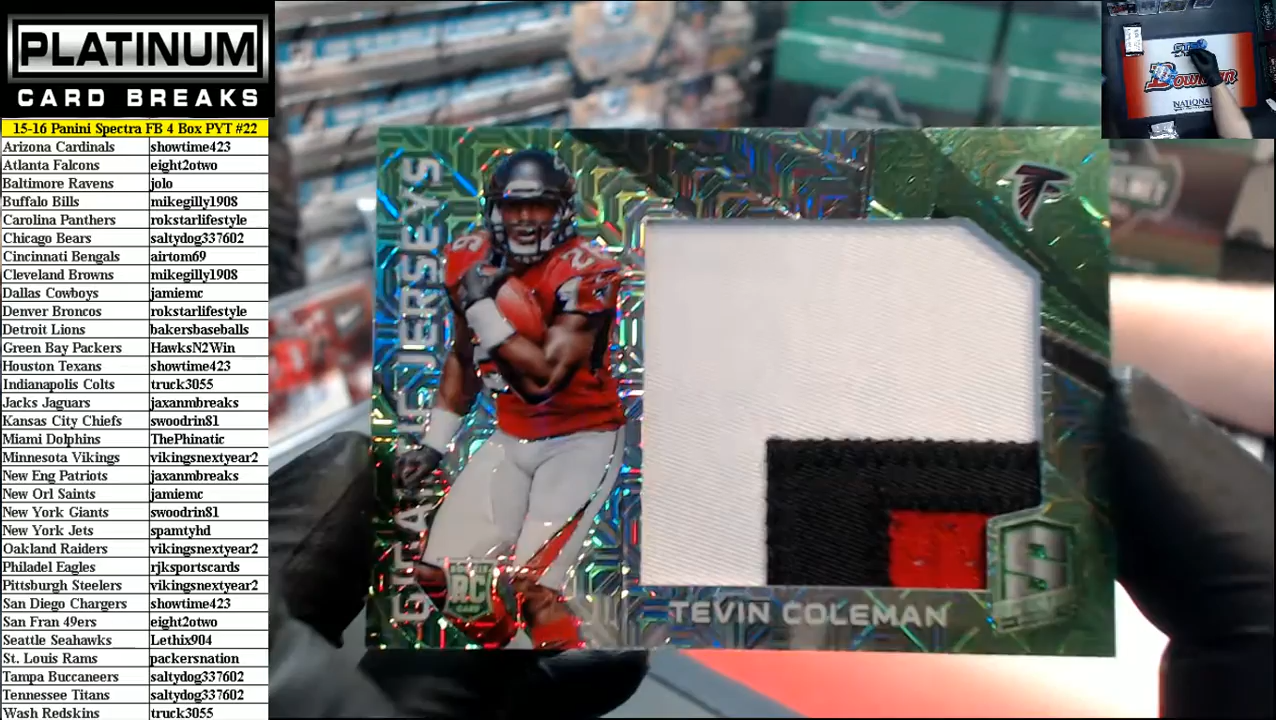 PLATINUM
CARD BREAKS
15-16 Panini Spectra FB 4 Box PYT #22
Arizona Cardinals showtime423
Atlanta Falcons eight2otwo
Baltimore Ravens jolo
Buffalo Bills mikegilly1908
Carolina Panthers rokstarlifestyle
Chicago Bears saltydog337602
Cincinnati Bengals airtom69
Cleveland Browns mikegilly1908
Dallas Cowboys jamiemc
Denver Broncos rokstarlifestyle
Detroit Lions bakersbaseballs
Green Bay Packers HawksN2Win
Houston Texans showtime423
Indianapolis Colts truck3055
Jacks Jaguars jaxanmbreaks
Kansas City Chiefs swoodrin81
Miami Dolphins ThePhinatic
Minnesota Vikings vikingsnextyear2
New Eng Patriots jaxanmbreaks
New Orl Saints jamiemc
New York Giants swoodrin81
New York Jets spamtyhd
Oakland Raiders vikingsnextyear2
Philadel Eagles rjksportscards
Pittsburgh Steelers vikingsnextyear2
San Diego Chargers showtime423
San Fran 49ers eight2otwo
Seattle Seahawks Lethix904
St. Louis Rams packersnation
Tampa Buccaneers saltydog337602
Tennessee Titans saltydog337602
Wash Redskins truck3055
JERSEYS
RC
TEVIN COLEMAN
S
Bowman